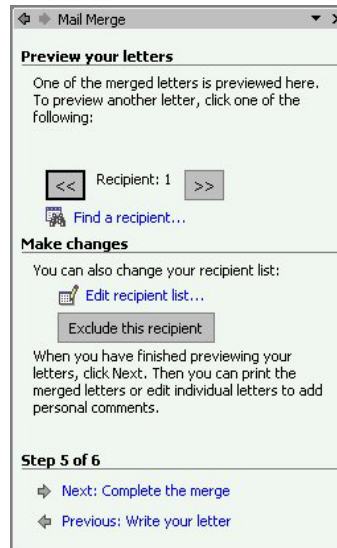 Mail Merge
Preview your letters
One of the merged letters is previewed here.
To preview another letter, click one of the
following:
<< Recipient: 1 >>
Find a recipient...
Make changes
You can also change your recipient list:
Edit recipient list...
Exclude this recipient
When you have finished previewing your
letters, click Next. Then you can print the
merged letters or edit individual letters to add
personal comments.
Step 5 of 6
Next: Complete the merge
Previous: Write your letter